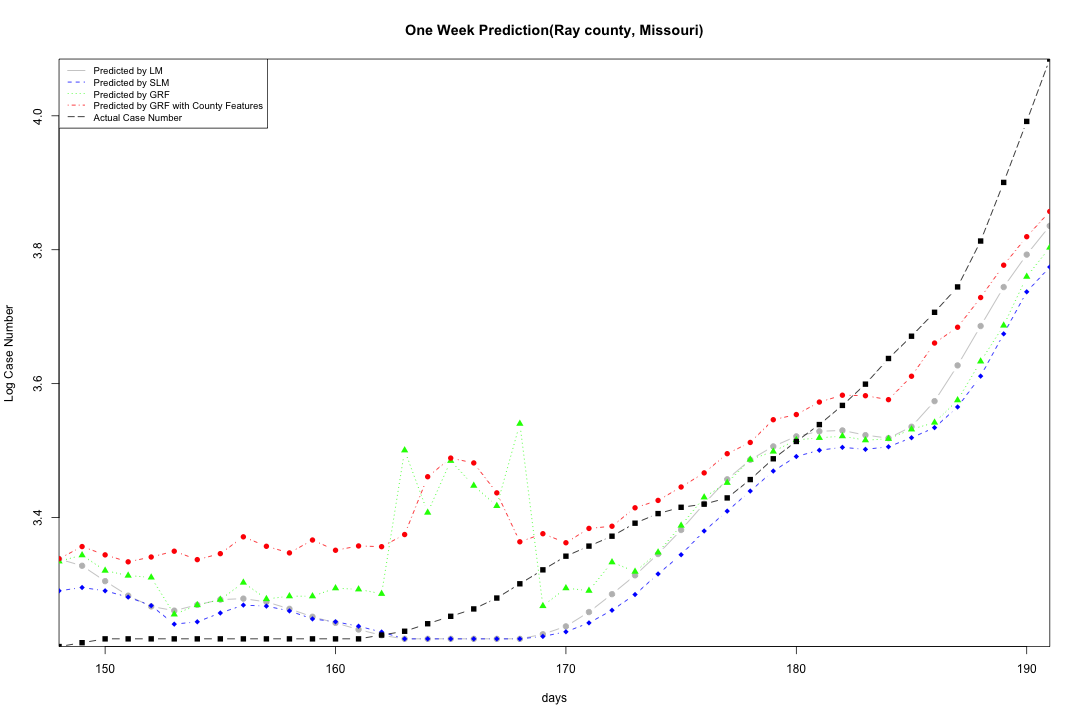 One Week Prediction(Ray county, Missouri)
Predicted by LM
Predicted by SLM
Predicted by GRF
Predicted by GRF with County Features
Actual Case Number
4.0
3.8
3.6
3.4
Log Case Number
150 160 170 180 190
days